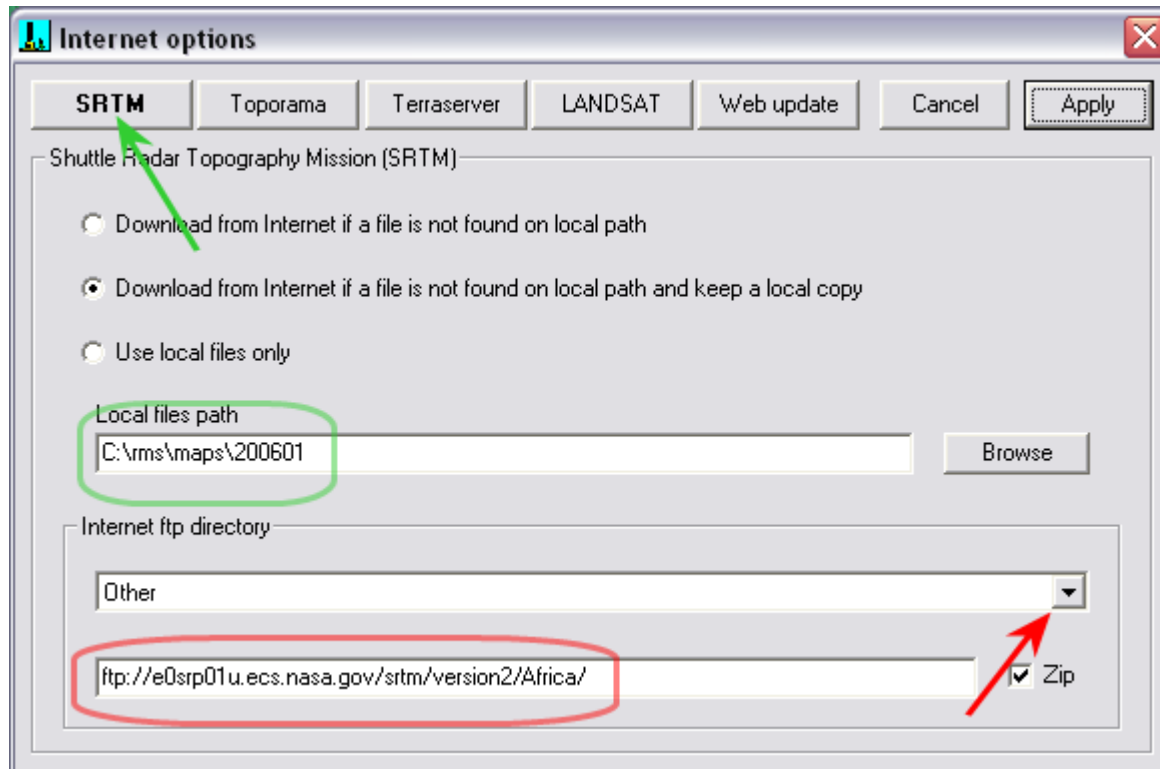 Internet options
SRTM Toporama Terraserver LANDSAT Web update Cancel Apply
Shuttle Radar Topography Mission (SRTM)
Download from Internet if a file is not found on local path
Download from Internet if a file is not found on local path and keep a local copy
Use local files only
Local files path
C:\rms\maps\200601 Browse
Internet ftp directory
Other
ftp://e0srp01u.ecs.nasa.gov/srtm/version2/Africa/ Zip